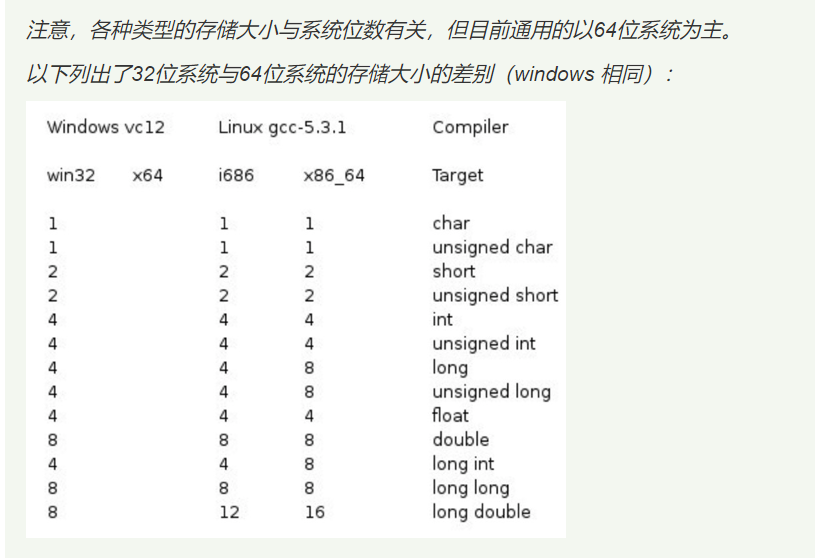 注意，各种类型的存储大小与系统位数有关，但目前通用的以64位系统为主。
以下列出了32位系统与64位系统的存储大小的差别（windows 相同）：
Windows vc12 Linux gcc-5.3.1 Compiler
win32 x64 i686 x86_64 Target
1 1 1 char
1 1 1 unsigned char
2 2 2 short
2 2 2 unsigned short
4 4 4 int
4 4 4 unsigned int
4 4 8 long
4 4 8 unsigned long
4 4 4 float
8 8 8 double
4 4 8 long int
8 8 8 long long
8 12 16 long double